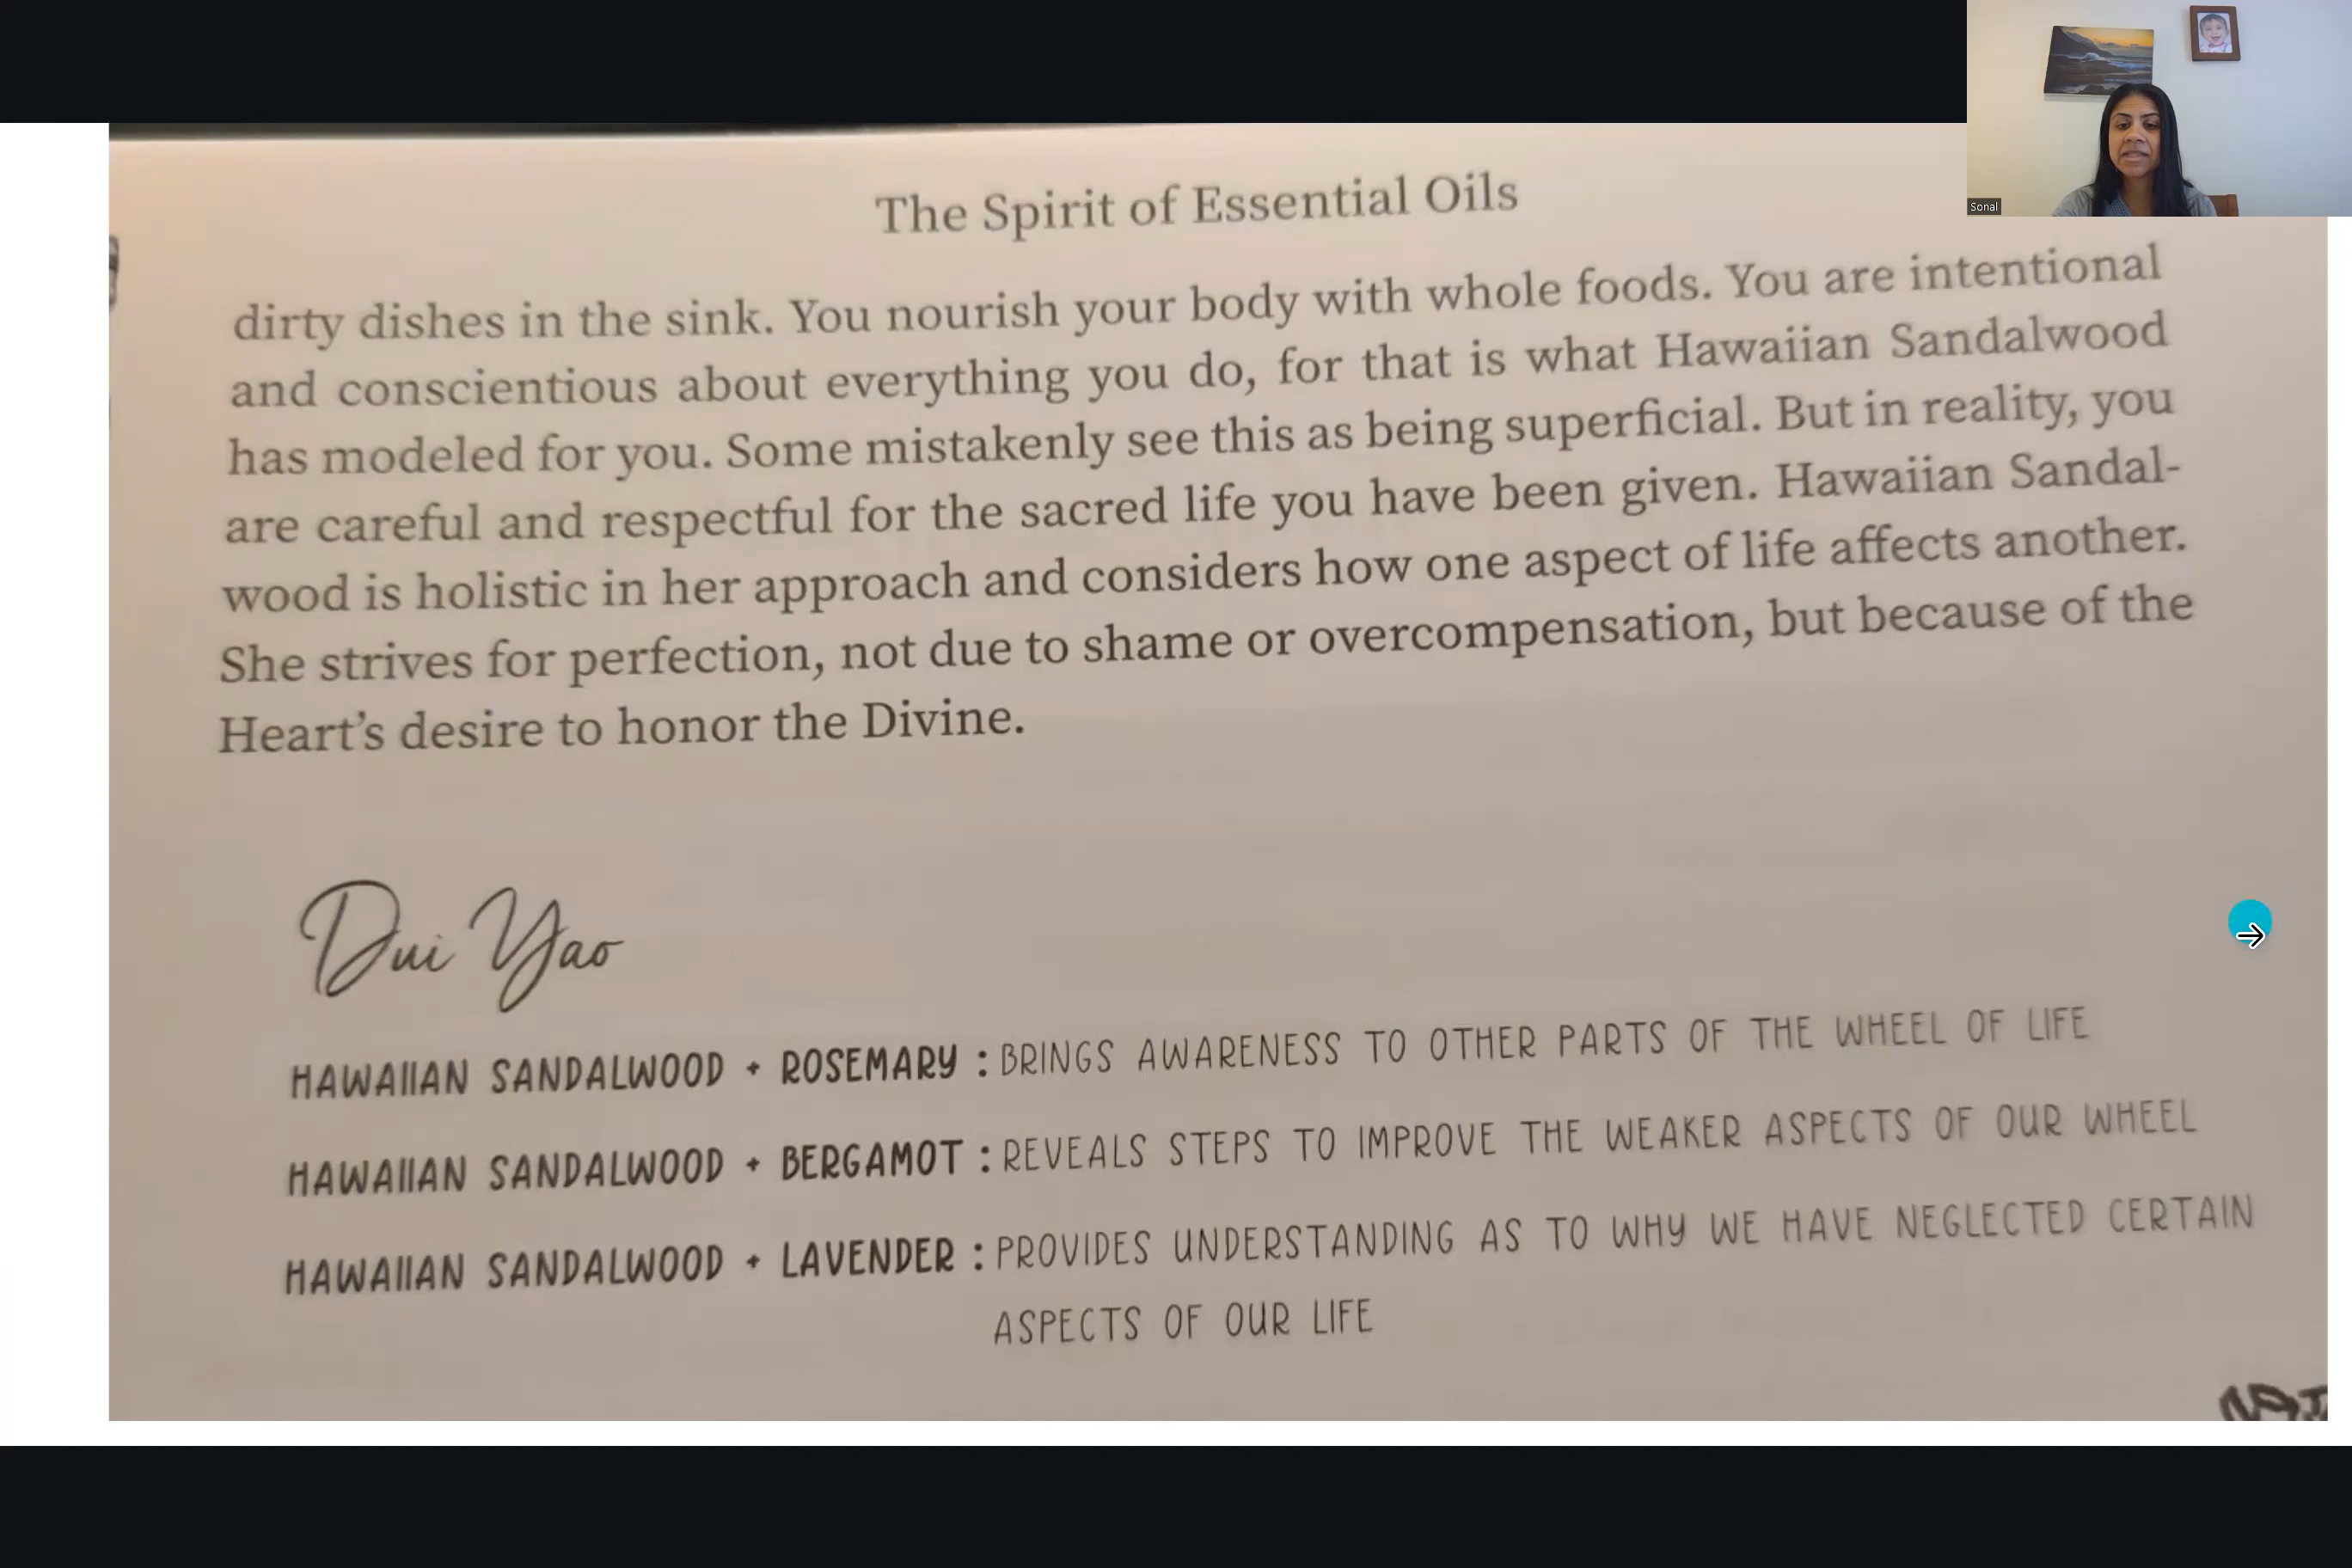 The Spirit of Essential Oils
dirty dishes in the sink. You nourish your body with whole foods. You are intentional
and conscientious about everything you do, for that is what Hawaiian Sandalwood
has modeled for you. Some mistakenly see this as being superficial. But in reality, you
are careful and respectful for the sacred life you have been given. Hawaiian Sandal-
wood is holistic in her approach and considers how one aspect of life affects another.
She strives for perfection, not due to shame or overcompensation, but because of the
Heart’s desire to honor the Divine.
Dui Yao
HAWAIIAN SANDALWOOD + ROSEMARY : BRINGS AWARENESS TO OTHER PARTS OF THE WHEEL OF LIFE
HAWAIIAN SANDALWOOD + BERGAMOT : REVEALS STEPS TO IMPROVE THE WEAKER ASPECTS OF OUR WHEEL
HAWAIIAN SANDALWOOD + LAVENDER : PROVIDES UNDERSTANDING AS TO WHY WE HAVE NEGLECTED CERTAIN
ASPECTS OF OUR LIFE
Sonal